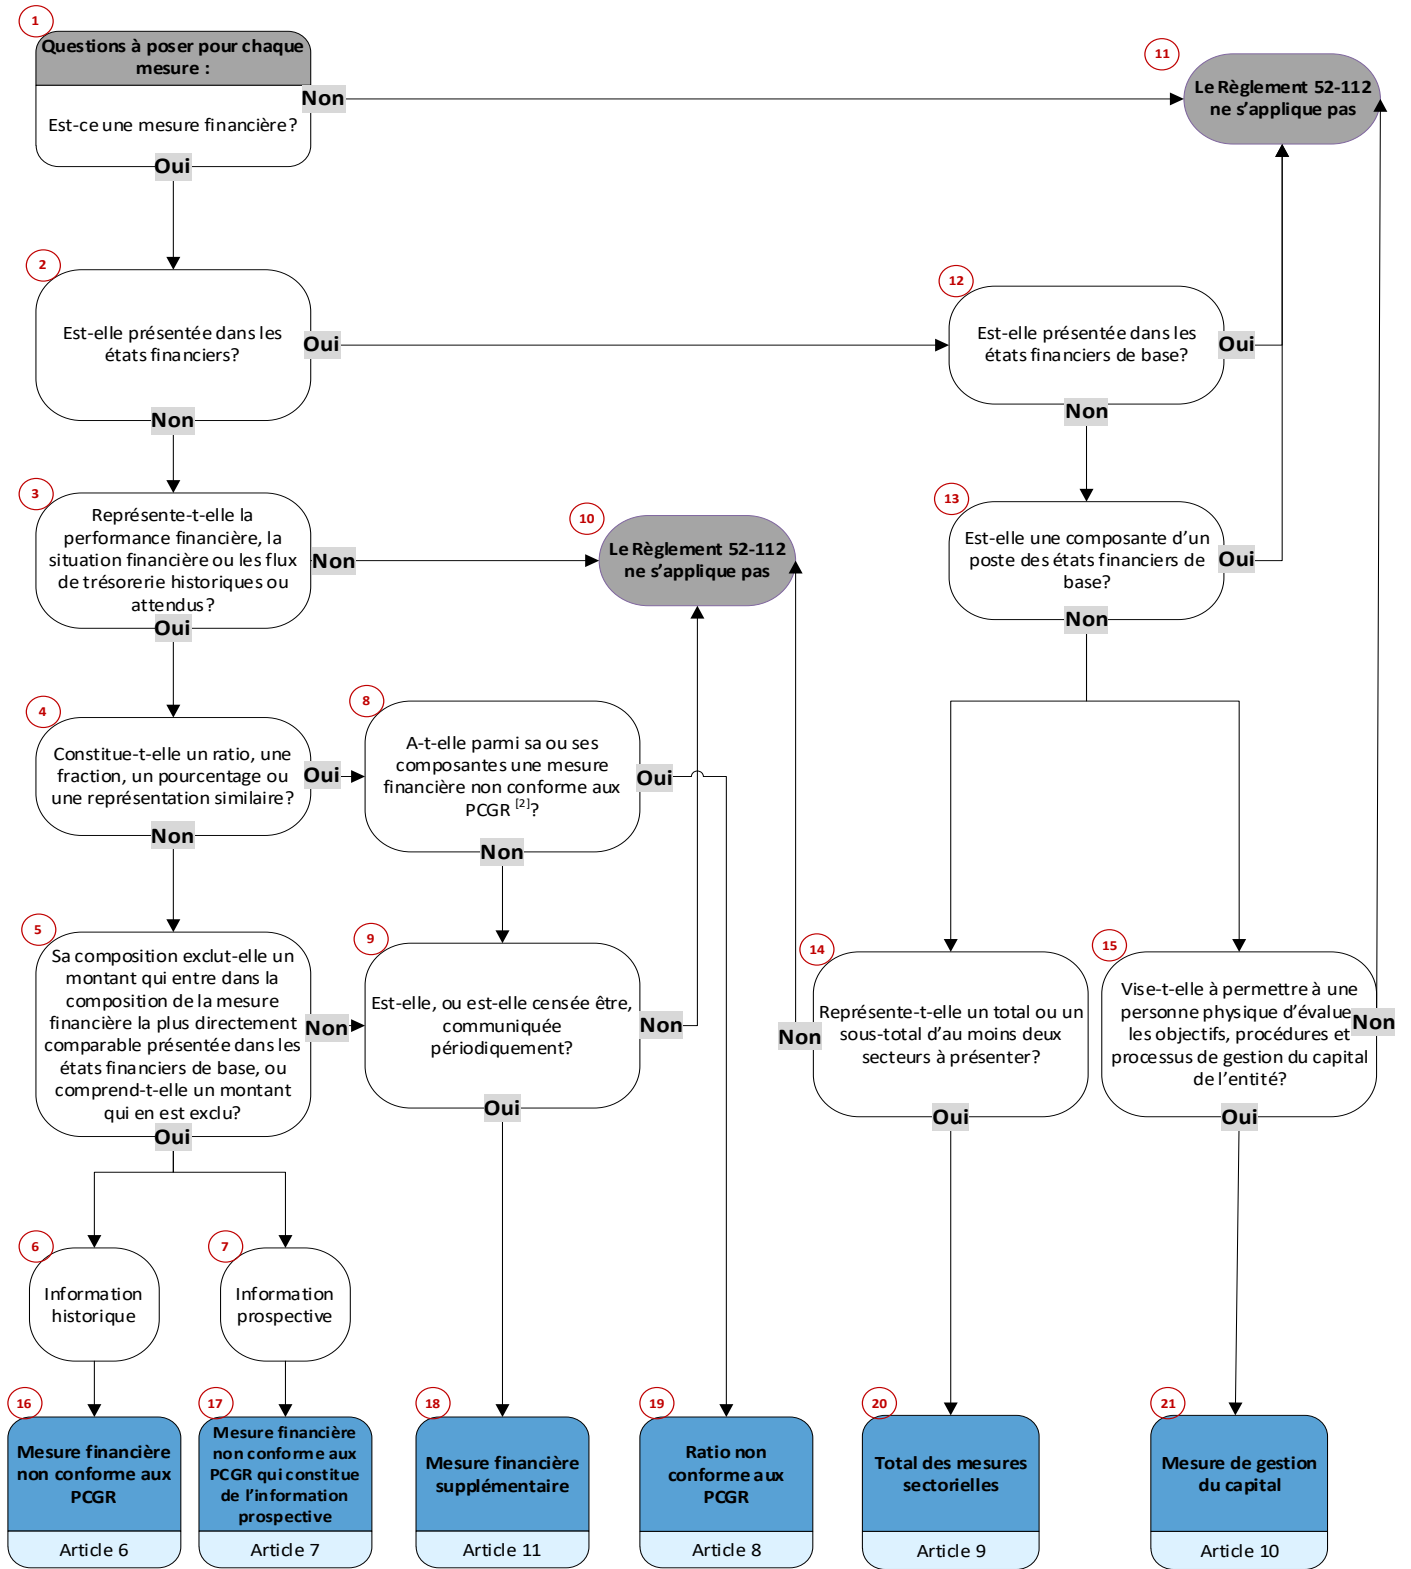 1
Questions à poser pour chaque
mesure :
Est-ce une mesure financière?
Non
Oui
11
Le Règlement 52-112
ne s'applique pas
2
Est-elle présentée dans les
états financiers?
Oui
Non
12
Est-elle présentée dans les
états financiers de base?
Oui
Non
3
Représente-t-elle la
performance financière, la
situation financière ou les flux
de trésorerie historiques ou
attendus?
Non
Oui
10
Le Règlement 52-112
ne s'applique pas
13
Est-elle une composante d'un
poste des états financiers de
base?
Oui
Non
4
Constitue-t-elle un ratio, une
fraction, un pourcentage ou
une représentation similaire?
Oui
Non
8
A-t-elle parmi sa ou ses
composantes une mesure
financière non conforme aux
PCGR [2]?
Oui
Non
5
Sa composition exclut-elle un
montant qui entre dans la
composition de la mesure
financière la plus directement
comparable présentée dans les
états financiers de base, ou
comprend-t-elle un montant
qui en est exclu?
Non
Oui
9
Est-elle, ou est-elle censée être,
communiquée
périodiquement?
Non
Oui
14
Représente-t-elle un total ou un
sous-total d'au moins deux
secteurs à présenter?
Non
Oui
15
Vise-t-elle à permettre à une
personne physique d'évalue
les objectifs, procédures et
processus de gestion du capital
de l'entité?
Non
Oui
6
Information
historique
7
Information
prospective
16
Mesure financière
non conforme aux
PCGR
Article 6
17
Mesure financière
non conforme aux
PCGR qui constitue
de l'information
prospective
Article 7
18
Mesure financière
supplémentaire
Article 11
19
Ratio non
conforme aux
PCGR
Article 8
20
Total des mesures
sectorielles
Article 9
21
Mesure de gestion
du capital
Article 10